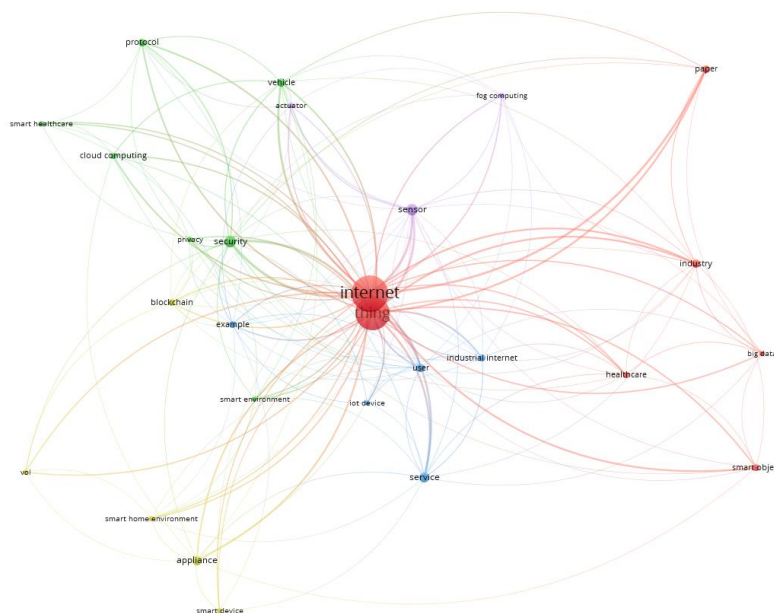 protocol
paper
vehicle
fog computing
actuator
smart healthcare
cloud computing
sensor
privacy
security
industry
internet
thing
blockchain
example
industrial internet
big data
user
healthcare
smart environment
iot device
smart obje
vol
service
smart home environment
appliance
smart device